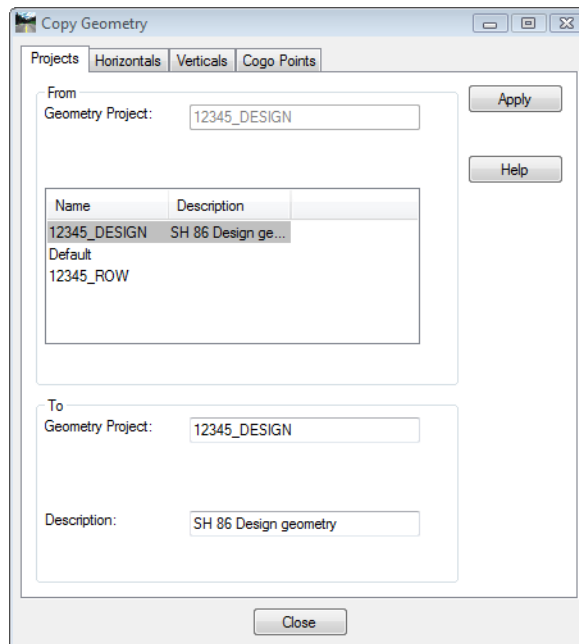 Copy Geometry
Projects Horizontals Verticals Cogo Points
From
Geometry Project: 12345_DESIGN
Apply
Help
Name Description
12345_DESIGN SH 86 Design ge...
Default
12345_ROW
To
Geometry Project: 12345_DESIGN
Description: SH 86 Design geometry
Close